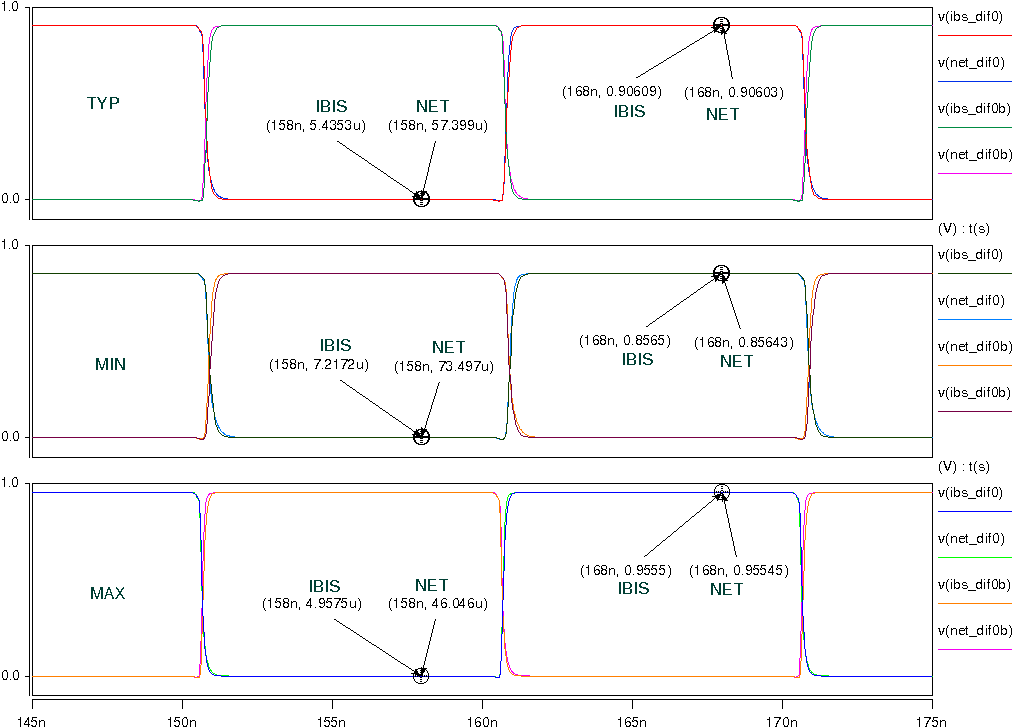 1.0
v(ibs_dif0)
v(net_dif0)
v(ibs_dif0b)
v(net_dif0b)
TYP
IBIS
(158n, 5.4353u)
NET
(158n, 57.399u)
(168n, 0.90609)
IBIS
(168n, 0.90603)
NET
0.0
(V) : t(s)
1.0
v(ibs_dif0)
v(net_dif0)
v(net_dif0b)
v(ibs_dif0b)
MIN
IBIS
(158n, 7.2172u)
NET
(158n, 73.497u)
(168n, 0.8565)
IBIS
(168n, 0.85643)
NET
0.0
(V) : t(s)
1.0
v(ibs_dif0)
v(net_dif0)
v(ibs_dif0b)
v(net_dif0b)
MAX
IBIS
(158n, 4.9575u)
NET
(158n, 46.046u)
(168n, 0.9555)
IBIS
(168n, 0.95545)
NET
0.0
145n 150n 155n 160n 165n 170n 175n